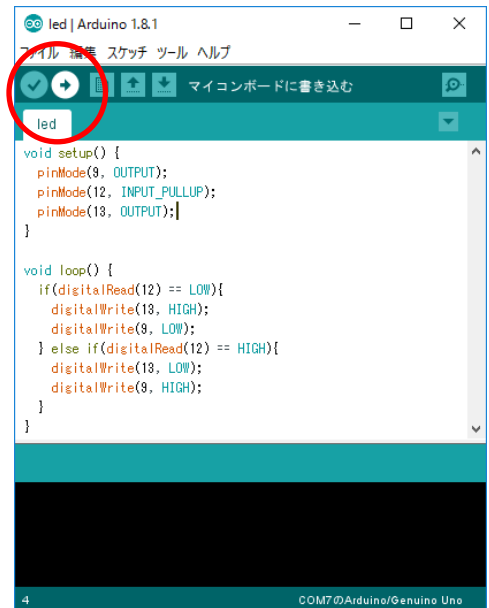 led | Arduino 1.8.1
ファイル 編集 スケッチ ツール ヘルプ
マイコンボードに書き込む
led
void setup() {
  pinMode(9, OUTPUT);
  pinMode(12, INPUT_PULLUP);
  pinMode(13, OUTPUT);
}

void loop() {
  if(digitalRead(12) == LOW){
    digitalWrite(13, HIGH);
    digitalWrite(9, LOW);
  } else if(digitalRead(12) == HIGH){
    digitalWrite(13, LOW);
    digitalWrite(9, HIGH);
  }
}
4 COM7のArduino/Genuino Uno